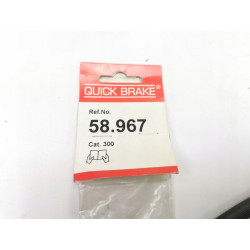 QUICK BRAKE®
Ref.No.
58.967
Cat. 300